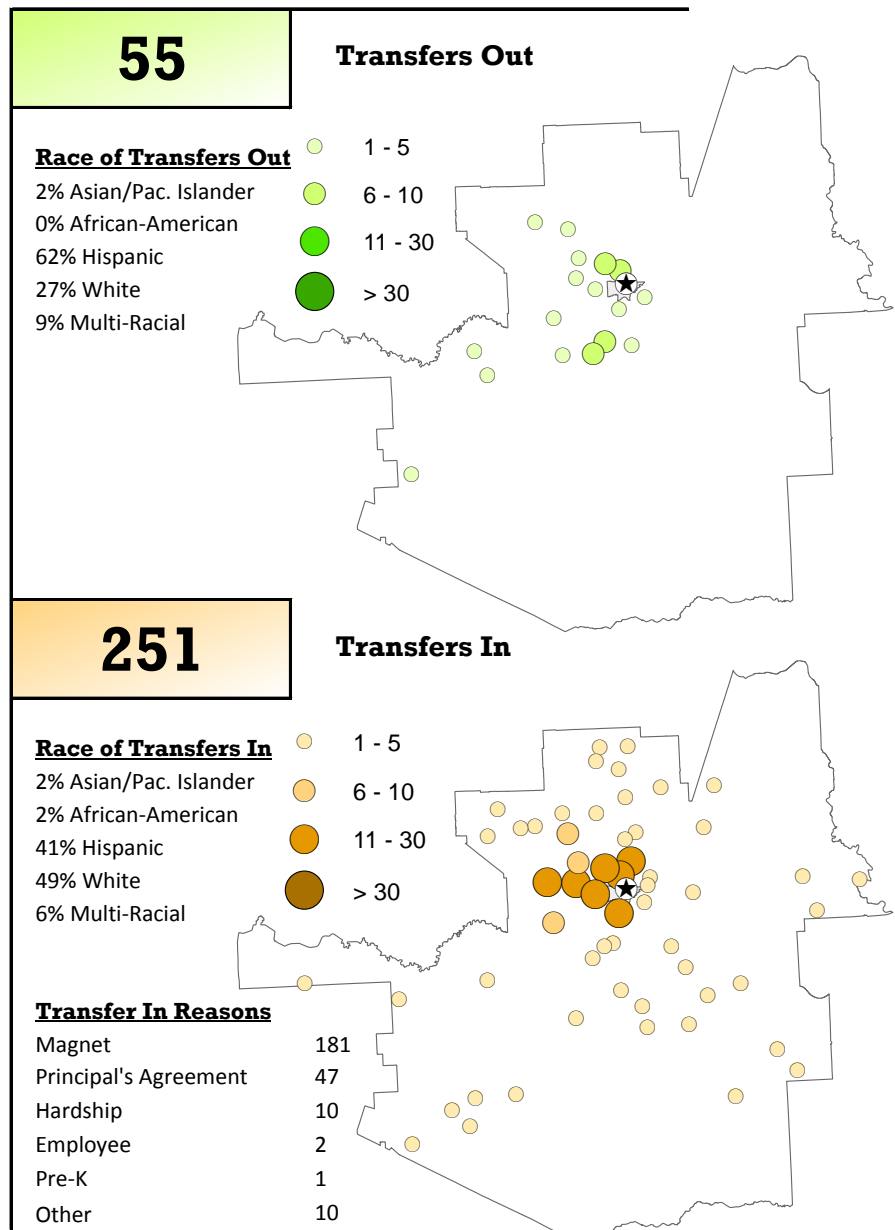 55
Transfers Out
Race of Transfers Out
2% Asian/Pac. Islander
0% African-American
62% Hispanic
27% White
9% Multi-Racial
1 - 5
6 - 10
11 - 30
> 30
251
Transfers In
Race of Transfers In
2% Asian/Pac. Islander
2% African-American
41% Hispanic
49% White
6% Multi-Racial
1 - 5
6 - 10
11 - 30
> 30
Transfer In Reasons
Magnet 181
Principal's Agreement 47
Hardship 10
Employee 2
Pre-K 1
Other 10